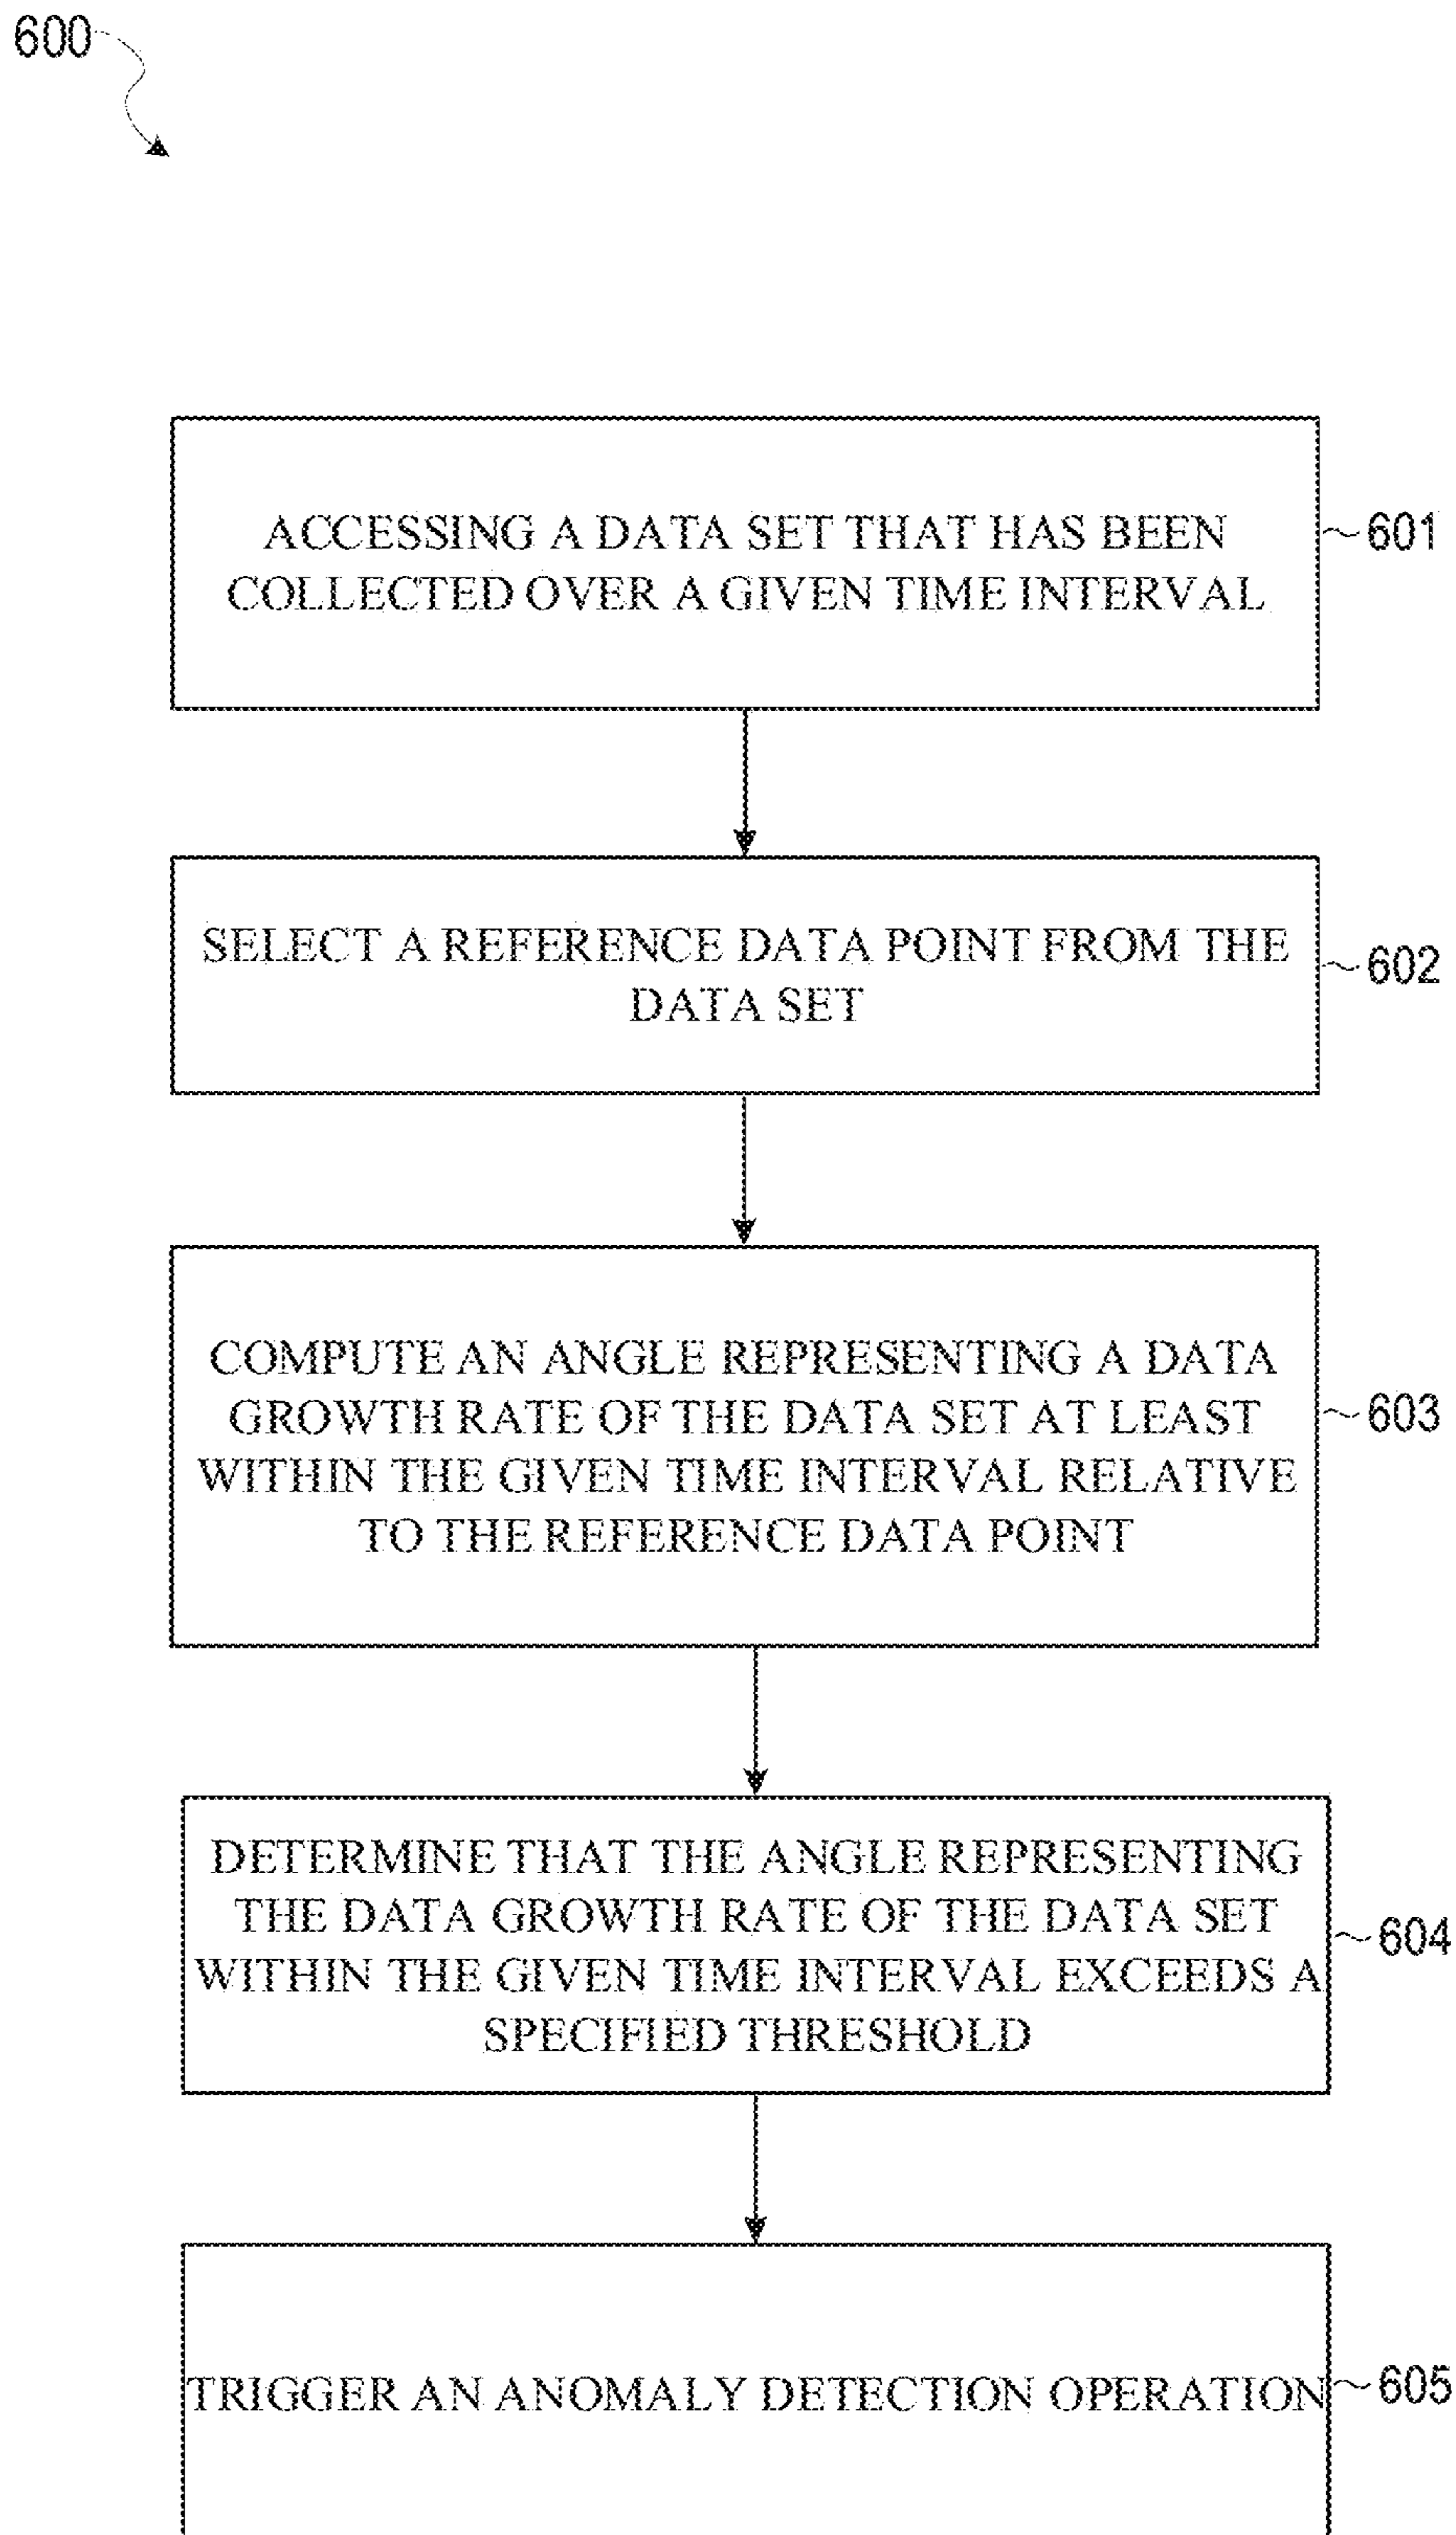 600
ACCESSING A DATA SET THAT HAS BEEN
COLLECTED OVER A GIVEN TIME INTERVAL
601
SELECT A REFERENCE DATA POINT FROM THE
DATA SET
602
COMPUTE AN ANGLE REPRESENTING A DATA
GROWTH RATE OF THE DATA SET AT LEAST
WITHIN THE GIVEN TIME INTERVAL RELATIVE
TO THE REFERENCE DATA POINT
603
DETERMINE THAT THE ANGLE REPRESENTING
THE DATA GROWTH RATE OF THE DATA SET
WITHIN THE GIVEN TIME INTERVAL EXCEEDS A
SPECIFIED THRESHOLD
604
TRIGGER AN ANOMALY DETECTION OPERATION
605